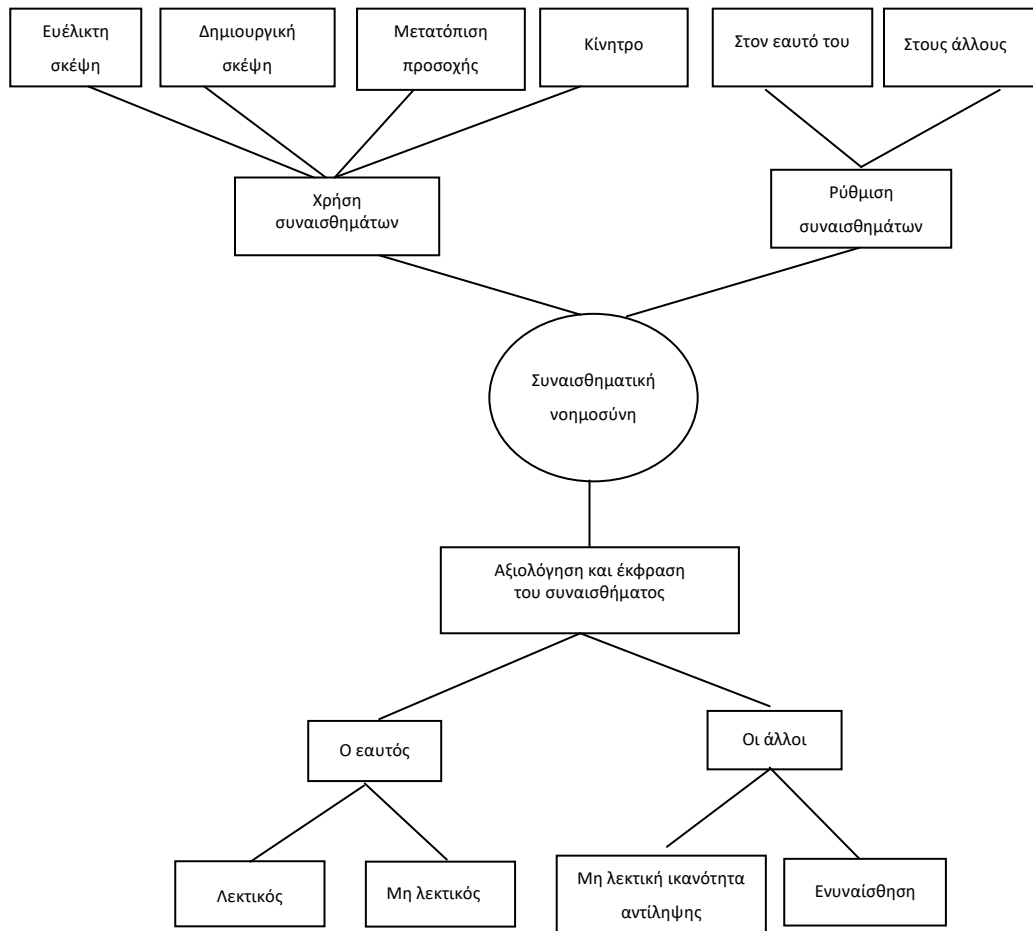 Ευέλικτη
σκέψη
Δημιουργική
σκέψη
Μετατόπιση
προσοχής
Κίνητρο
Στον εαυτό του
Στους άλλους
Χρήση
συναισθημάτων
Ρύθμιση
συναισθημάτων
Συναισθηματική
νοημοσύνη
Αξιολόγηση και έκφραση
του συναισθήματος
Ο εαυτός
Οι άλλοι
Λεκτικός
Μη λεκτικός
Μη λεκτική ικανότητα
αντίληψης
Ενυναίσθηση